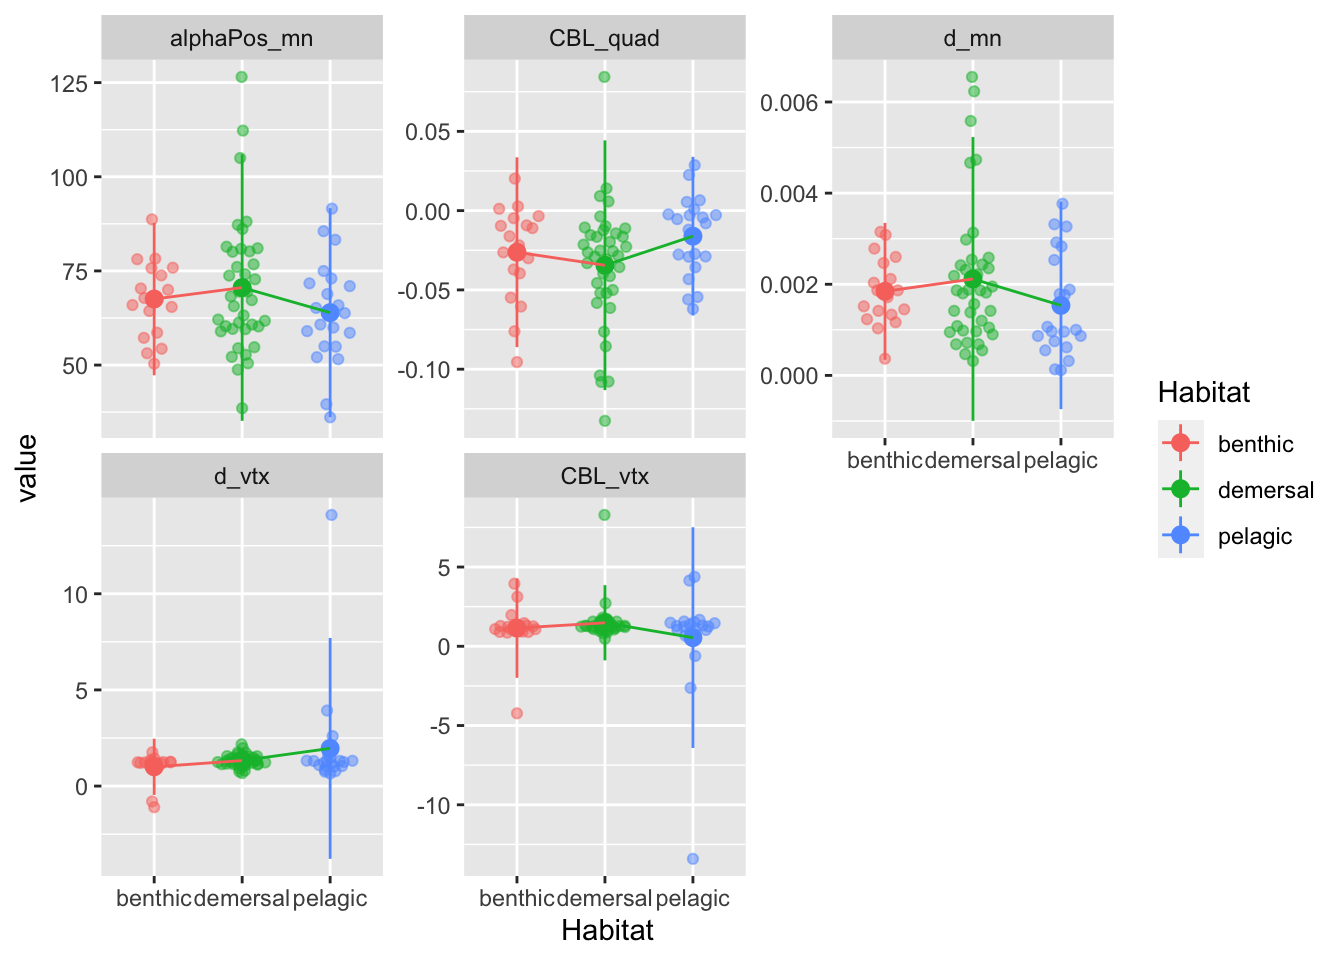 alphaPos_mn
CBL_quad
d_mn
125
100
75
50
0.05
0.00
-0.05
-0.10
0.006
0.004
0.002
0.000
benthic demersal pelagic
value
d_vtx
CBL_vtx
10
5
0
5
0
-5
-10
benthic demersal pelagic
benthic demersal pelagic
Habitat
Habitat
benthic
demersal
pelagic